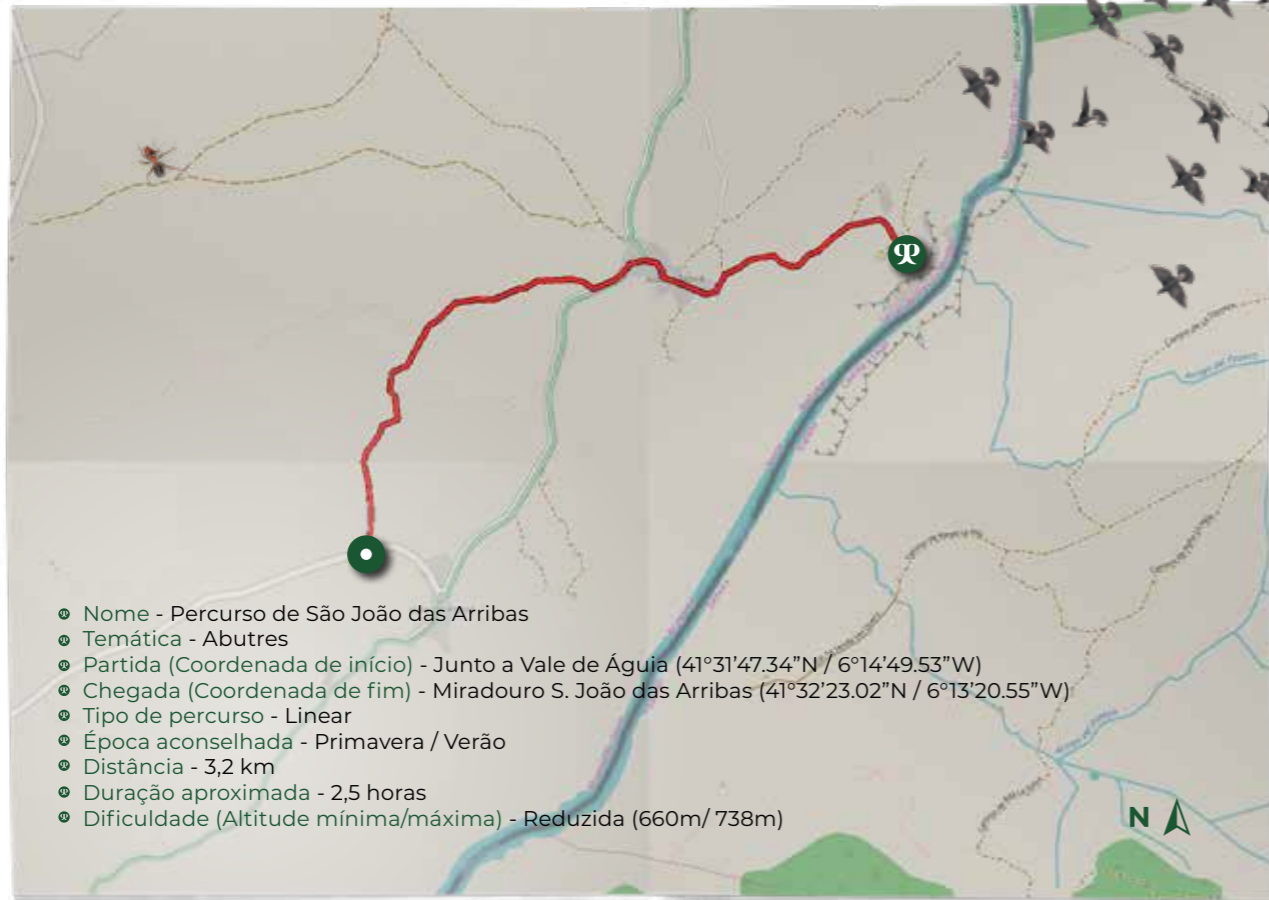 Nome - Percurso de São João das Arribas
Temática - Abutres
Partida (Coordenada de início) - Junto a Vale de Águia (41°31’47.34”N / 6°14’49.53”W)
Chegada (Coordenada de fim) - Miradouro S. João das Arribas (41°32’23.02”N / 6°13’20.55”W)
Tipo de percurso - Linear
Época aconselhada - Primavera / Verão
Distância - 3,2 km
Duração aproximada - 2,5 horas
Dificuldade (Altitude mínima/máxima) - Reduzida (660m/ 738m)
N